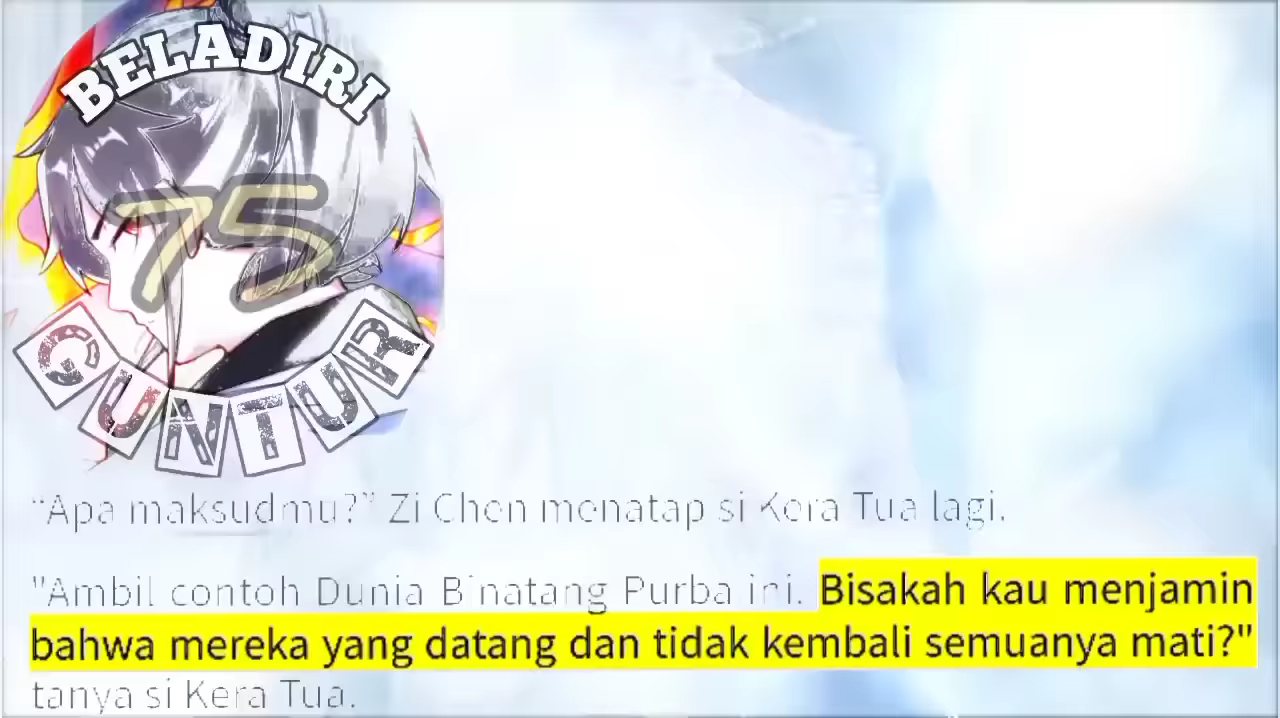 BELADIRI
75
GUNTUR
“Apa maksudmu?” Zi Chen menatap si Kera Tua lagi.
"Ambil contoh Dunia Binatang Purba ini. Bisakah kau menjamin
bahwa mereka yang datang dan tidak kembali semuanya mati?"
tanya si Kera Tua.